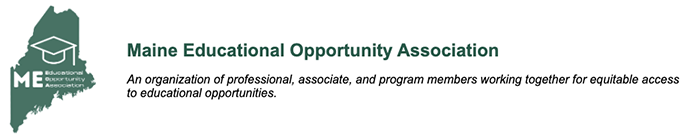 ME Educational
Opportunity
Association
Maine Educational Opportunity Association
An organization of professional, associate, and program members working together for equitable access
to educational opportunities.